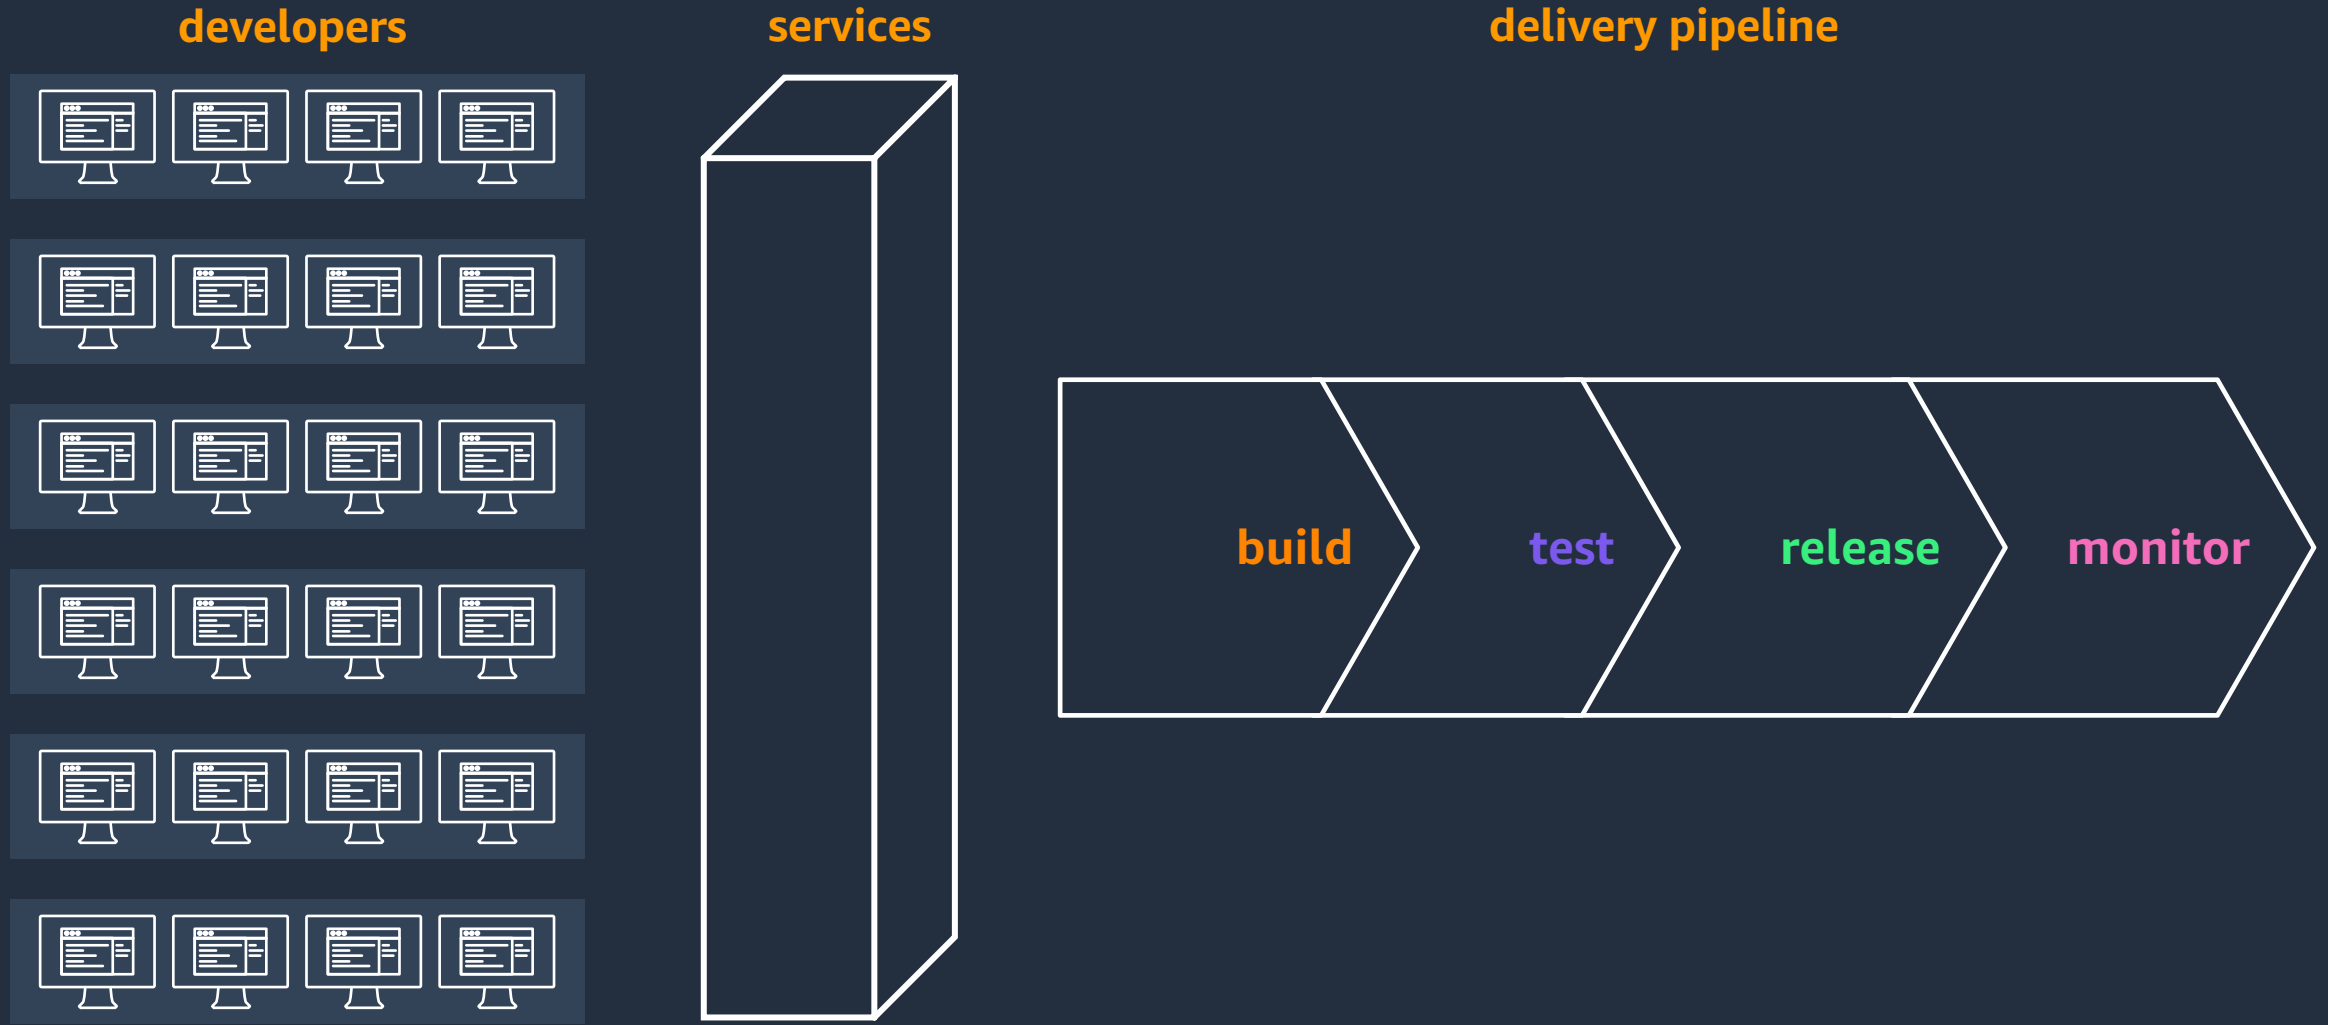 developers
services
delivery pipeline
build
test
release
monitor